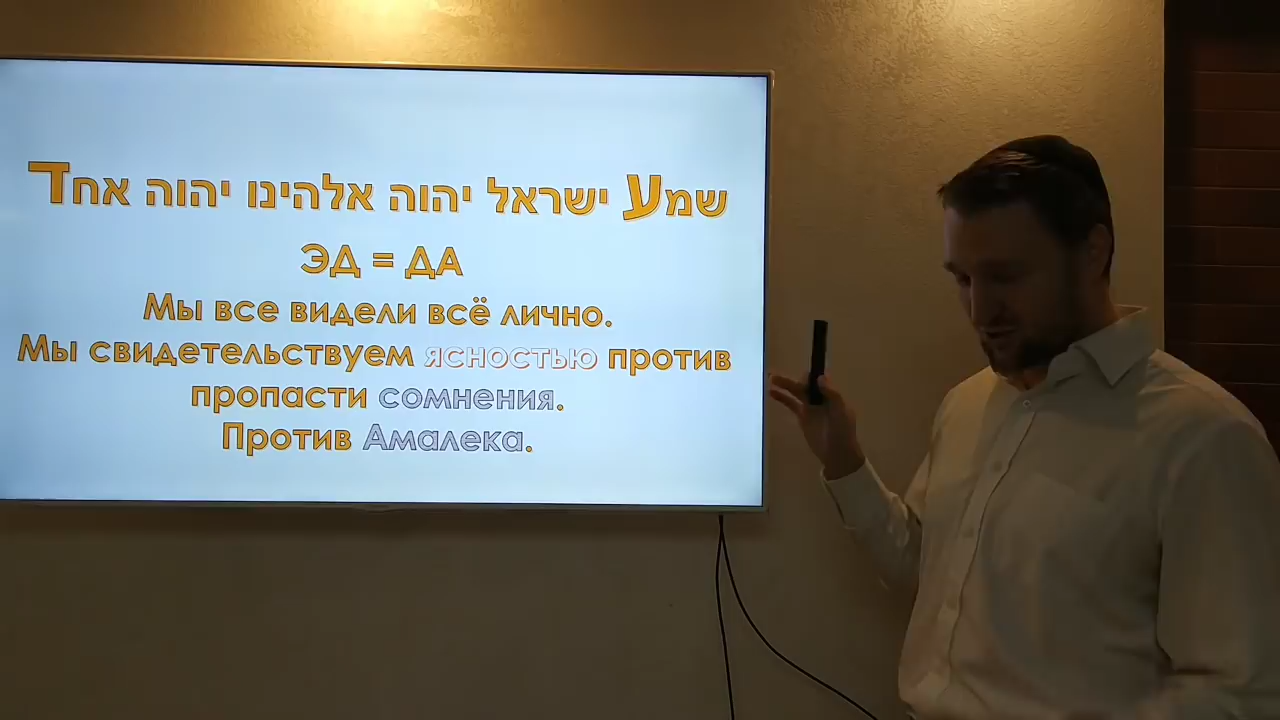 שמע ישראל יהוה אלהינו יהוה אחד
ЭД = ДА
Мы все видели всё лично.
Мы свидетельствуем ясностью против
пропасти сомнения.
Против Амалека.